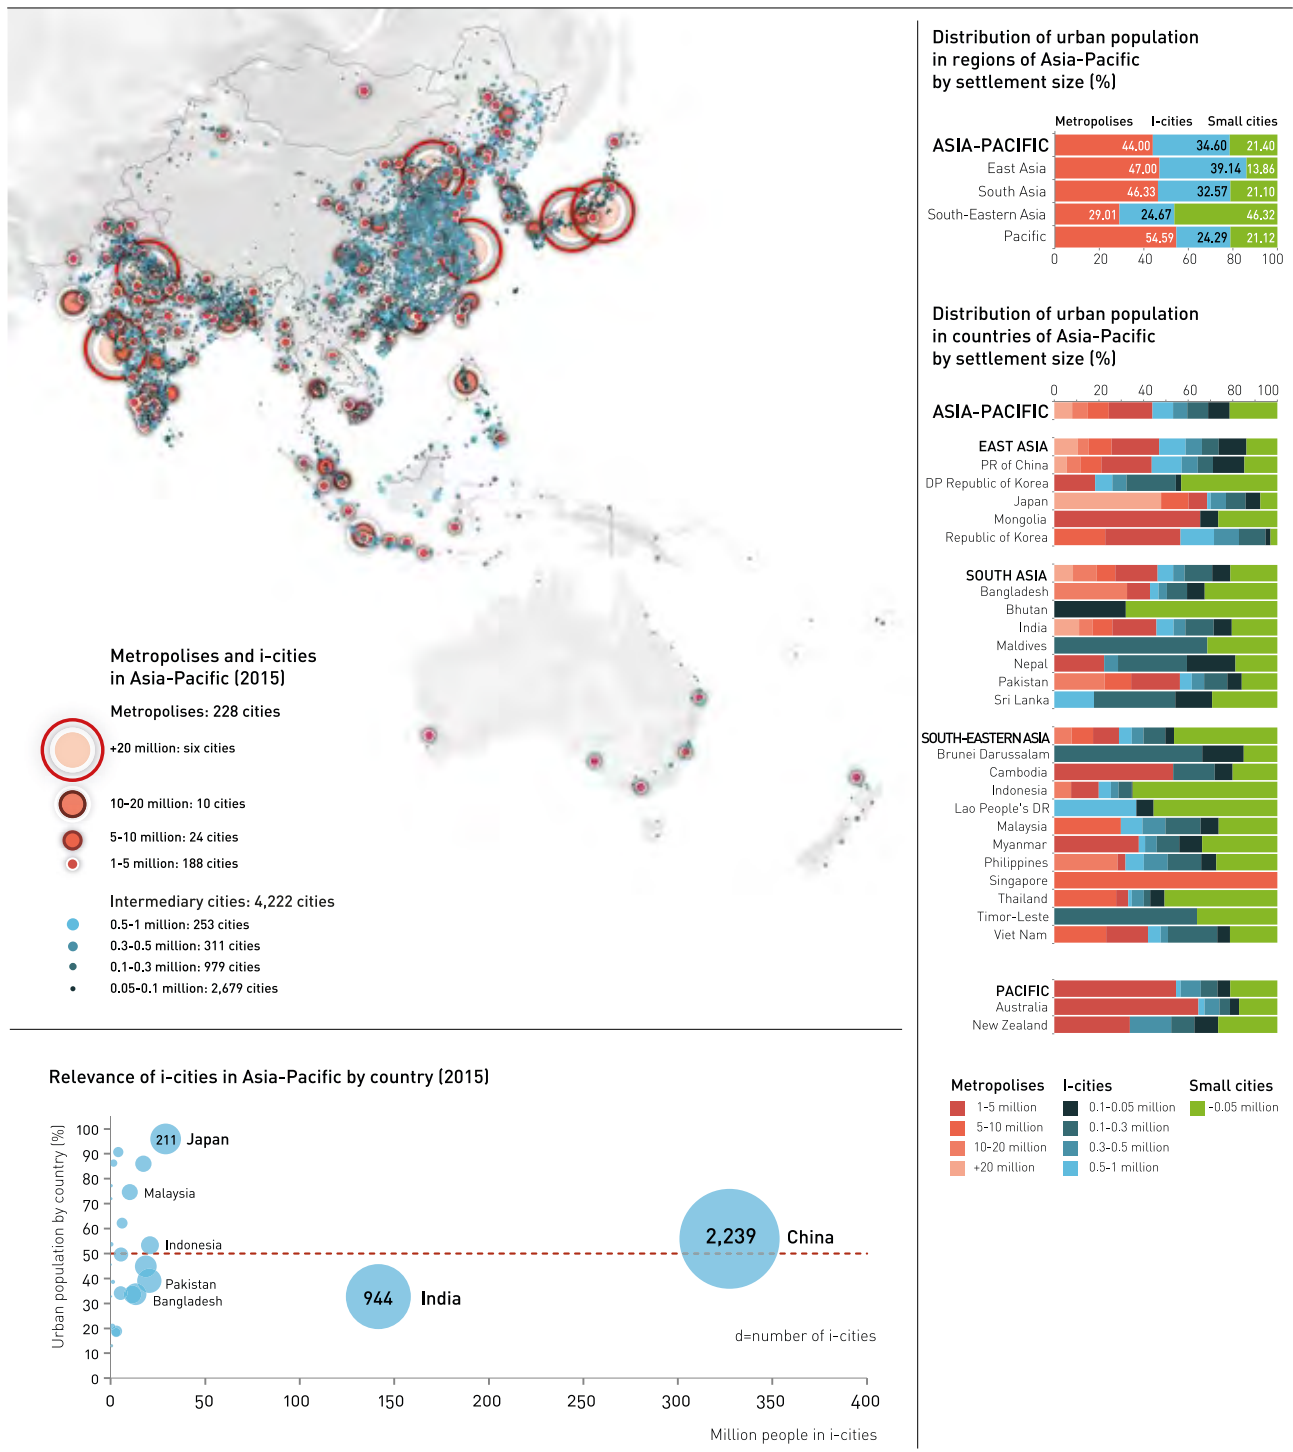 Metropolises and i-cities
in Asia-Pacific (2015)
Metropolises: 228 cities
+20 million: six cities
10-20 million: 10 cities
5-10 million: 24 cities
1-5 million: 188 cities
Intermediary cities: 4,222 cities
0.5-1 million: 253 cities
0.3-0.5 million: 311 cities
0.1-0.3 million: 979 cities
0.05-0.1 million: 2,679 cities
Relevance of i-cities in Asia-Pacific by country (2015)
Urban population by country (%)
100
90
80
70
60
50
40
30
20
10
0
211 Japan
Malaysia
Indonesia
Pakistan
Bangladesh
944 India
2,239 China
d=number of i-cities
0 50 100 150 200 250 300 350 400
Million people in i-cities
Distribution of urban population
in regions of Asia-Pacific
by settlement size (%)
Metropolises I-cities Small cities
ASIA-PACIFIC 44.00 34.60 21.40
East Asia 47.00 39.14 13.86
South Asia 46.33 32.57 21.10
South-Eastern Asia 29.01 24.67 46.32
Pacific 54.59 24.29 21.12
0 20 40 60 80 100
Distribution of urban population
in countries of Asia-Pacific
by settlement size (%)
0 20 40 60 80 100
ASIA-PACIFIC
EAST ASIA
PR of China
DP Republic of Korea
Japan
Mongolia
Republic of Korea
SOUTH ASIA
Bangladesh
Bhutan
India
Maldives
Nepal
Pakistan
Sri Lanka
SOUTH-EASTERN ASIA
Brunei Darussalam
Cambodia
Indonesia
Lao People's DR
Malaysia
Myanmar
Philippines
Singapore
Thailand
Timor-Leste
Viet Nam
PACIFIC
Australia
New Zealand
Metropolises I-cities Small cities
1-5 million 0.1-0.05 million -0.05 million
5-10 million 0.1-0.3 million
10-20 million 0.3-0.5 million
+20 million 0.5-1 million